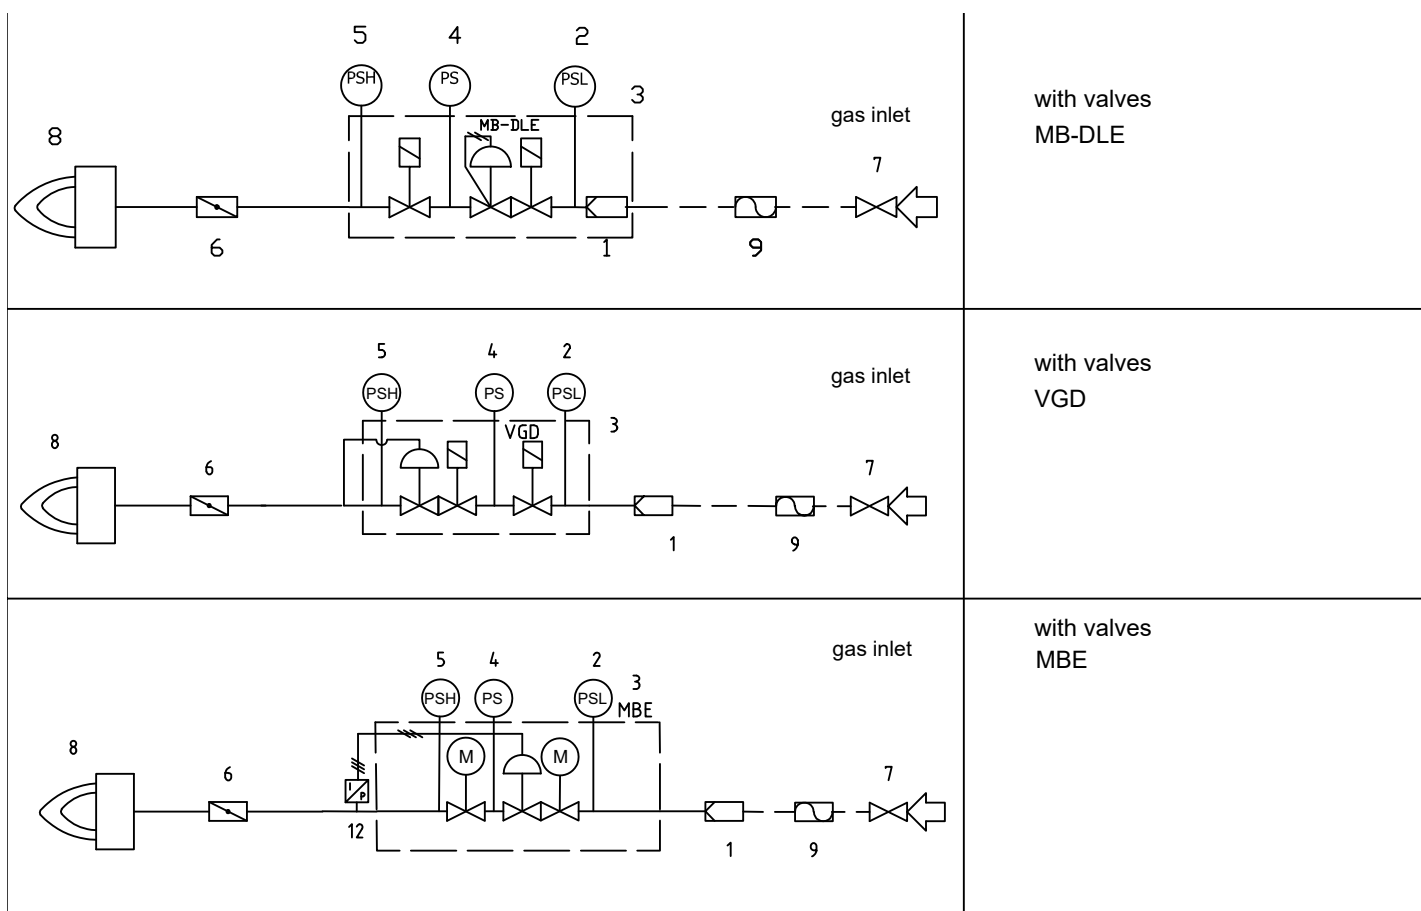 5 4 2
PSH PS PSL
3
MB-DLE
gas inlet
8
7
6 1 9
with valves
MB-DLE
5 4 2
gas inlet
PSH PS PSL
3
VGD
8
6
7
1 9
with valves
VGD
gas inlet
5 4 2
3
PSH PS PSL
MBE
8
M M
6
7
I
P
12
1 9
with valves
MBE